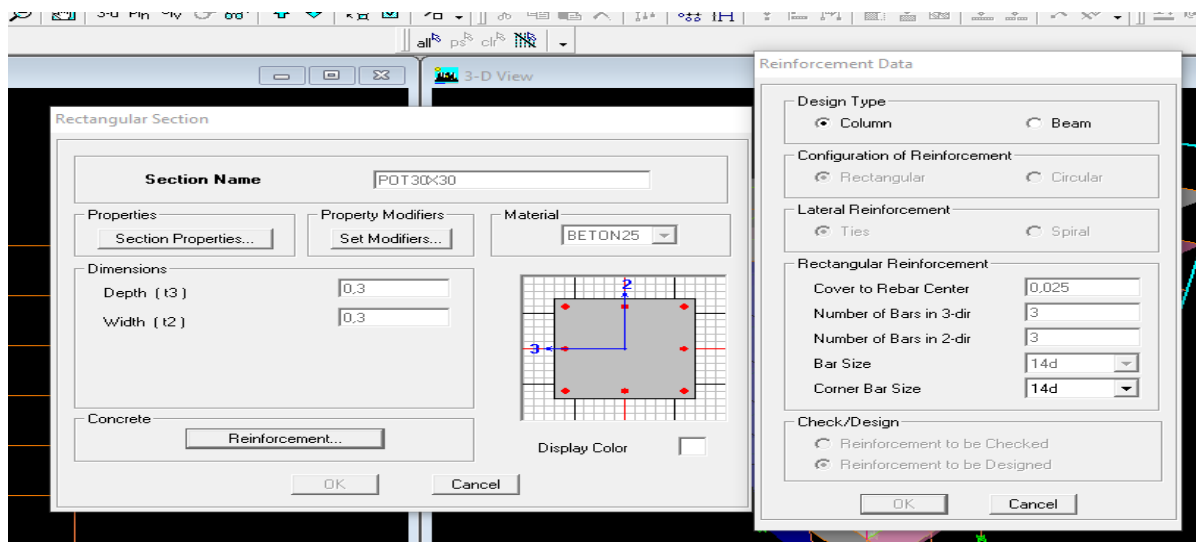 all ps clr
3-D View
Rectangular Section
Section Name POT30X30
Properties
Section Properties...
Property Modifiers
Set Modifiers...
Material
BETON25
Dimensions
Depth ( t3 ) 0,3
Width ( t2 ) 0,3
2
3
Concrete
Reinforcement...
Display Color
OK Cancel
Reinforcement Data
Design Type
Column Beam
Configuration of Reinforcement
Rectangular Circular
Lateral Reinforcement
Ties Spiral
Rectangular Reinforcement
Cover to Rebar Center 0,025
Number of Bars in 3-dir 3
Number of Bars in 2-dir 3
Bar Size 14d
Corner Bar Size 14d
Check/Design
Reinforcement to be Checked
Reinforcement to be Designed
OK Cancel